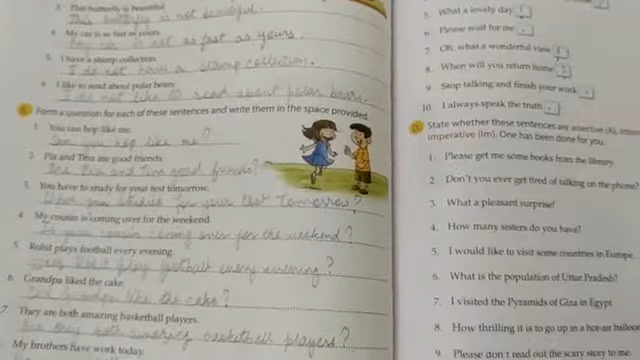 3. This butterfly is beautiful.
This butterfly is not beautiful.
4 My car is as fast as yours.
My car is not as fast as yours.
5. I have a stamp collection.
I do not have a stamp collection.
6 I like to read about polar bears.
I do not like to read about polar bears.
Form a question for each of these sentences and write them in the space provided.
1 You can hop like me.
Can you hop like me?
2. Pia and Tina are good friends.
Are Pia and Tina good friends?
3. You have to study for your test tomorrow.
you for your test tomorrow?
4. My cousin is coming over for the weekend.
cousin coming over for the weekend?
5. Rohit plays football every evening.
play football every evening?
6 Grandpa liked the cake.
like the cake?
7. They are both amazing basketball players.
they both amazing basketball players?
My brothers have work today.
5. What a lovely day !
6. Please wait for me .
7 Oh, what a wonderful view !
8. When will you return home ?
9 Stop talking and finish your work .
10. I always speak the truth .
D State whether these sentences are assertive (A),
imperative (Im). One has been done for you.
1. Please get me some books from the library.
2. Don't you ever get tired of talking on the phone?
3. What a pleasant surprise!
4. How many sisters do you have?
5. I would like to visit some countries in Europe.
6. What is the population of Uttar Pradesh?
7. I visited the Pyramids of Giza in Egypt.
8. How thrilling it is to go up in a hot-air balloon
9. Please don't read out the scary story to me.